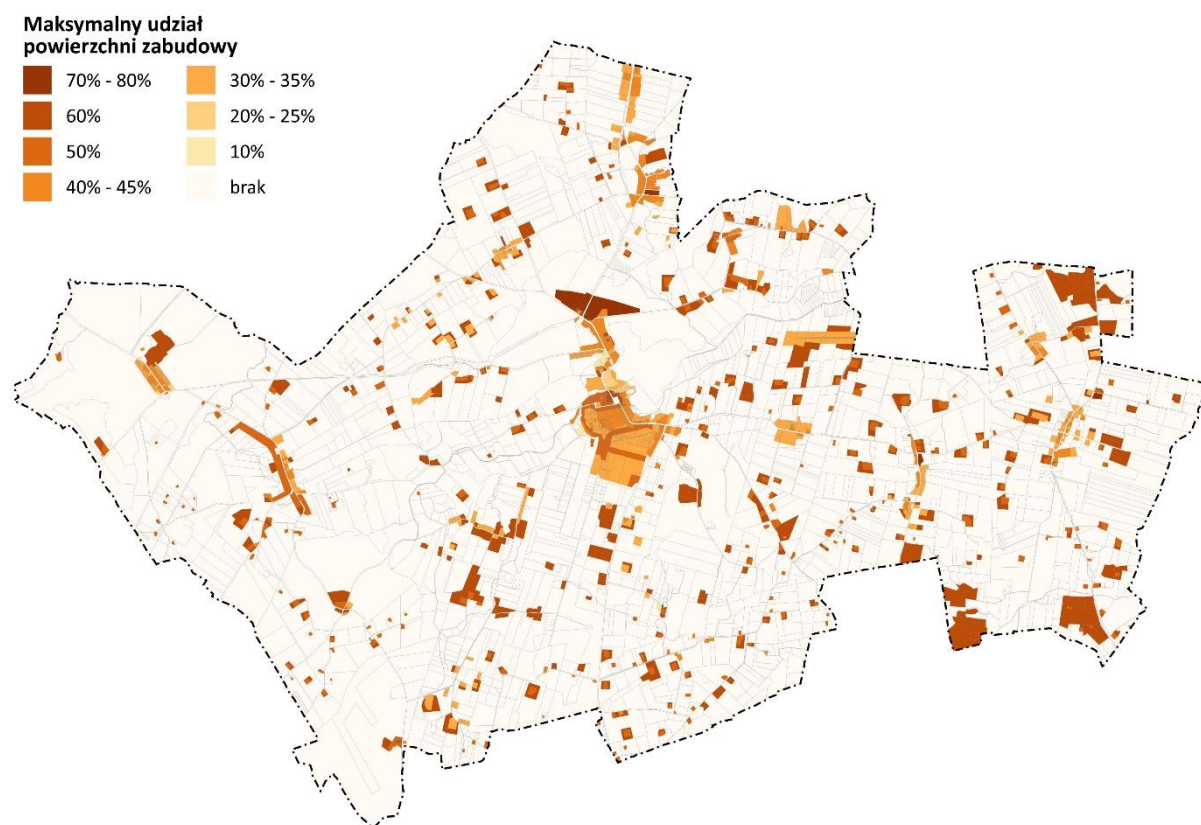 Maksymalny udział
powierzchni zabudowy
70% - 80%
60%
50%
40% - 45%
30% - 35%
20% - 25%
10%
brak